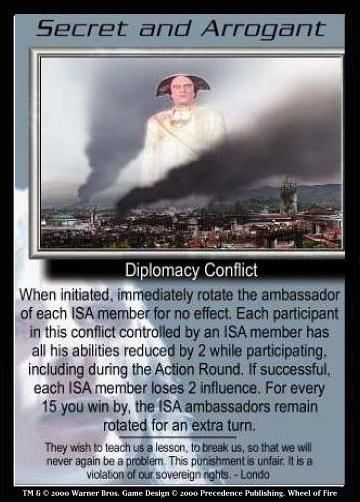 Secret and Arrogant
Diplomacy Conflict
When initiated, immediately rotate the ambassador
of each ISA member for no effect. Each participant
in this conflict controlled by an ISA member has
all his abilities reduced by 2 while participating,
including during the Action Round. If successful,
each ISA member loses 2 influence. For every
15 you win by, the ISA ambassadors remain
rotated for an extra turn.
They wish to teach us a lesson, to break us, so that we will
never again be a problem. This punishment is unfair. It is a
violation of our sovereign rights. - Londo
TM & © 2000 Warner Bros. Game Design © 2000 Precedence Publishing. Wheel of Fire